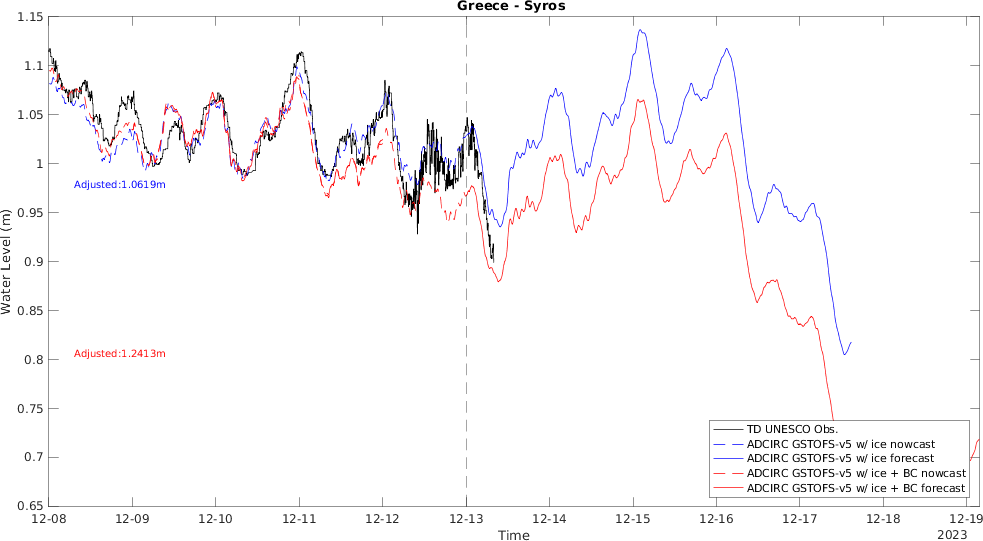 Greece - Syros
1.15
1.1
1.05
1
0.95
0.9
0.85
0.8
0.75
0.7
0.65
Water Level (m)
Adjusted:1.0619m
Adjusted:1.2413m
TD UNESCO Obs.
ADCIRC GSTOFS-v5 w/ ice nowcast
ADCIRC GSTOFS-v5 w/ ice forecast
ADCIRC GSTOFS-v5 w/ ice + BC nowcast
ADCIRC GSTOFS-v5 w/ ice + BC forecast
12-08 12-09 12-10 12-11 12-12 12-13 12-14 12-15 12-16 12-17 12-18 12-19
Time
2023